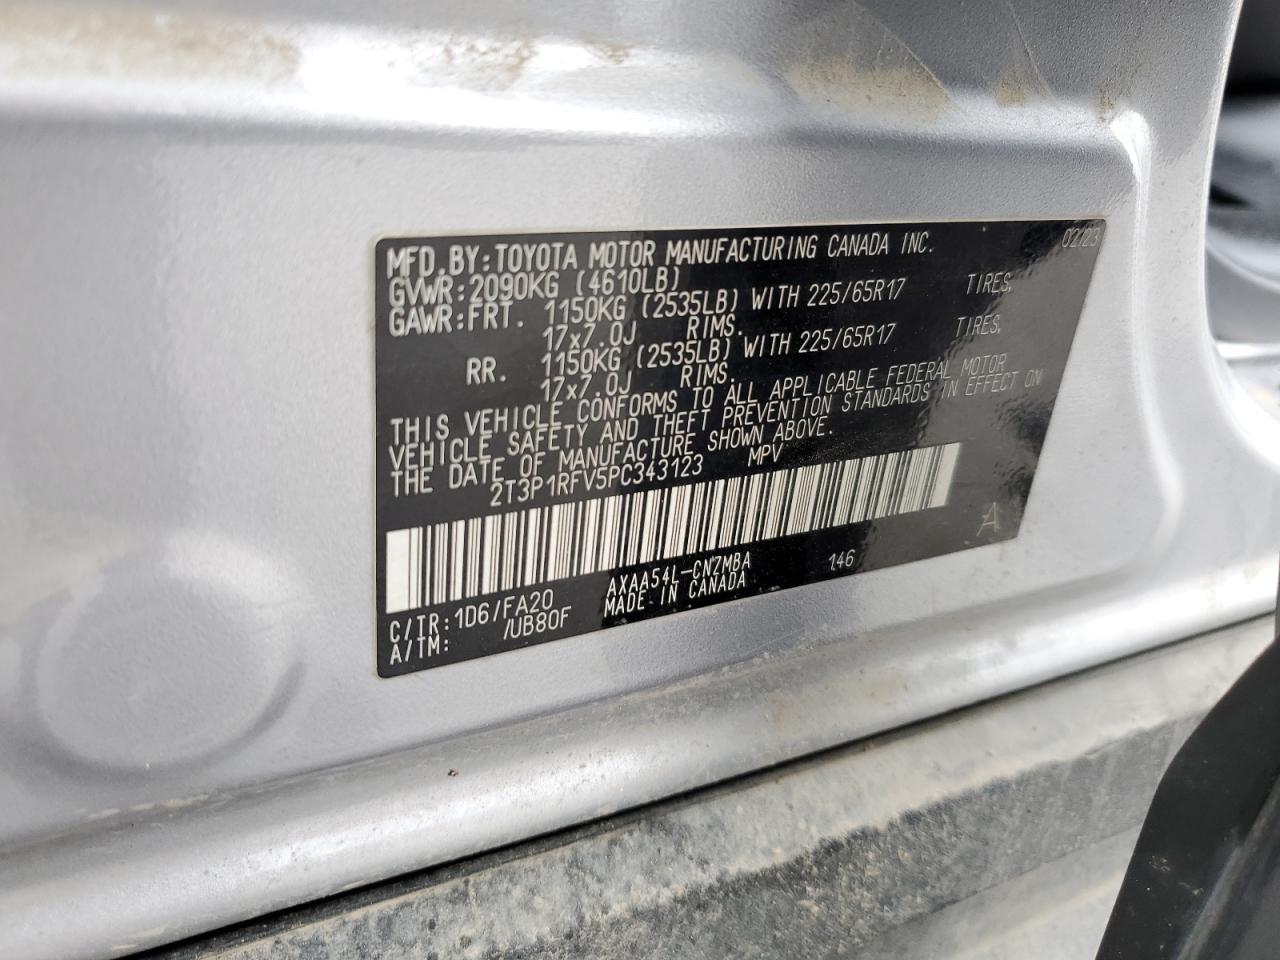 MFD.BY:TOYOTA MOTOR MANUFACTURING CANADA INC. 02/23
GVWR:2090KG (4610LB)
GAWR:FRT. 1150KG (2535LB) WITH 225/65R17 TIRES,
17x7.0J RIMS.
RR. 1150KG (2535LB) WITH 225/65R17 TIRES,
17x7.0J RIMS.
THIS VEHICLE CONFORMS TO ALL APPLICABLE FEDERAL MOTOR
VEHICLE SAFETY AND THEFT PREVENTION STANDARDS IN EFFECT ON
THE DATE OF MANUFACTURE SHOWN ABOVE.
2T3P1RFV5PC343123 MPV
A
C/TR:1D6/FA20 AXAA54L-CNZMBA 146
A/TM: /UB80F MADE IN CANADA